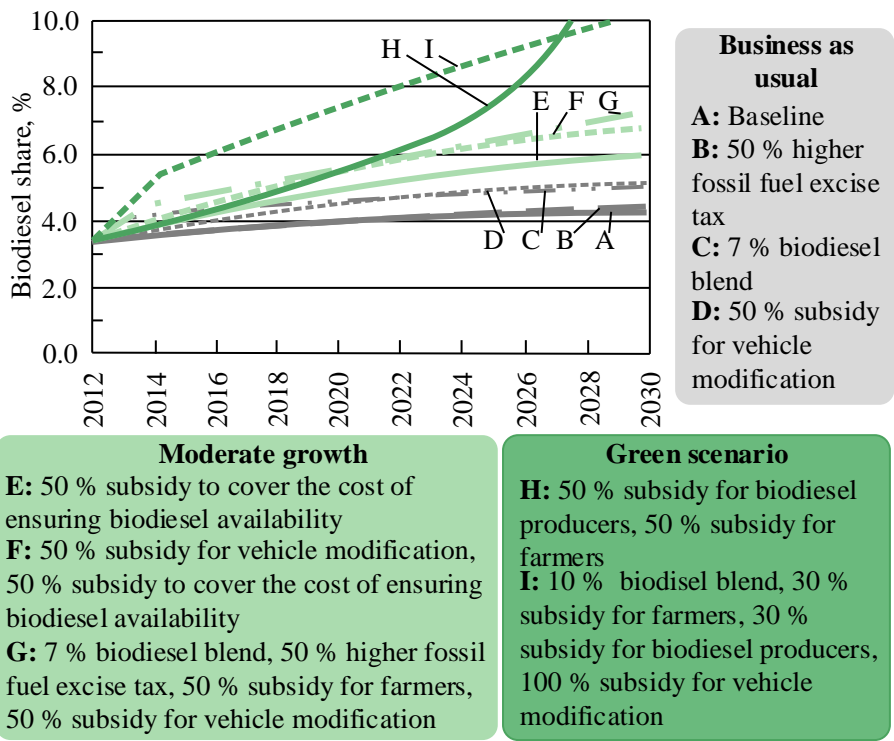 10.0
8.0
6.0
4.0
2.0
0.0
Biodiesel share, %
H I
E F G
D C B A
2012 2014 2016 2018 2020 2022 2024 2026 2028 2030
Business as
usual
A: Baseline
B: 50 % higher
fossil fuel excise
tax
C: 7 % biodiesel
blend
D: 50 % subsidy
for vehicle
modification
Moderate growth
E: 50 % subsidy to cover the cost of
ensuring biodiesel availability
F: 50 % subsidy for vehicle modification,
50 % subsidy to cover the cost of ensuring
biodiesel availability
G: 7 % biodiesel blend, 50 % higher fossil
fuel excise tax, 50 % subsidy for farmers,
50 % subsidy for vehicle modification
Green scenario
H: 50 % subsidy for biodiesel
producers, 50 % subsidy for
farmers
I: 10 % biodisel blend, 30 %
subsidy for farmers, 30 %
subsidy for biodiesel producers,
100 % subsidy for vehicle
modification